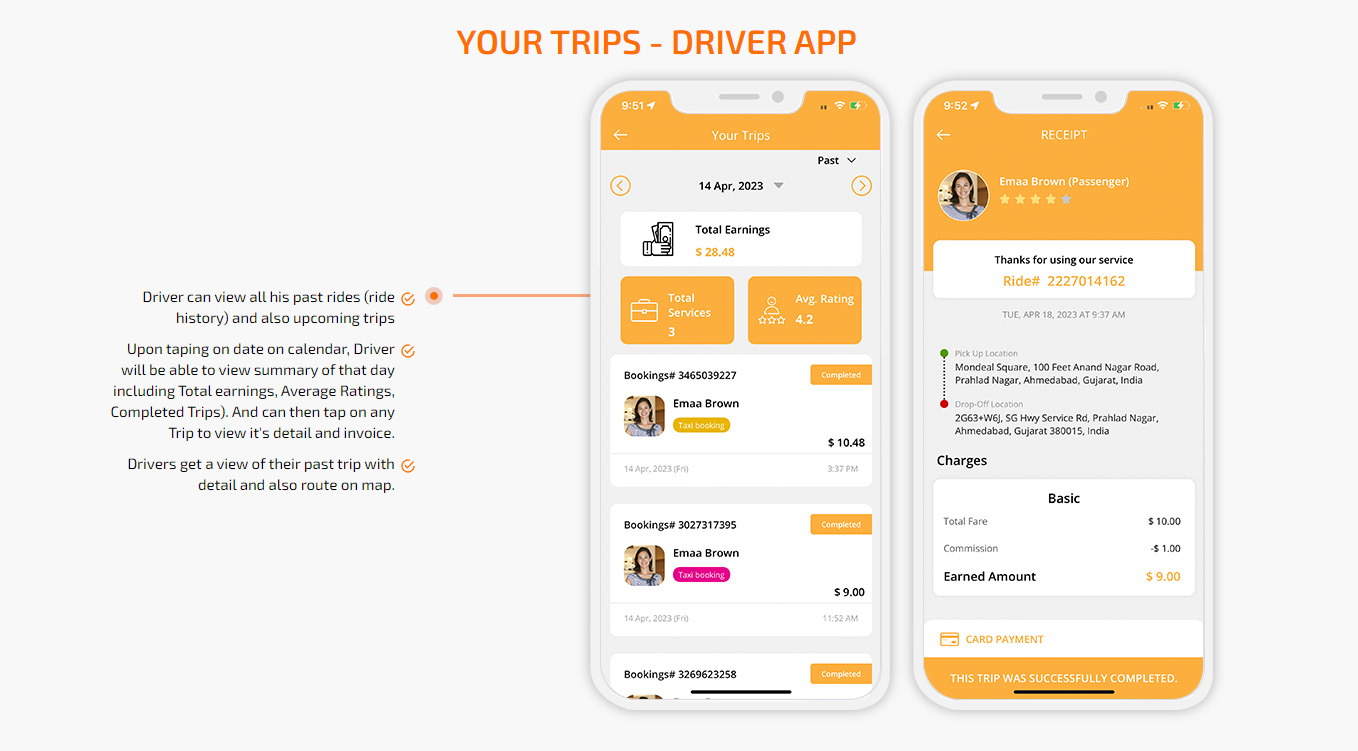 YOUR TRIPS - DRIVER APP
Driver can view all his past rides (ride
history) and also upcoming trips
Upon taping on date on calendar, Driver
will be able to view summary of that day
including Total earnings, Average Ratings,
Completed Trips). And can then tap on any
Trip to view it's detail and invoice.
Drivers get a view of their past trip with
detail and also route on map.
9:51
Your Trips
Past
14 Apr, 2023
Total Earnings
$ 28.48
Total
Services
3
Avg. Rating
4.2
Bookings# 3465039227
Completed
Emaa Brown
Taxi booking
$ 10.48
14 Apr, 2023 (Fri)
3:37 PM
Bookings# 3027317395
Completed
Emaa Brown
Taxi booking
$ 9.00
14 Apr, 2023 (Fri)
11:52 AM
Bookings# 3269623258
Completed
9:52
RECEIPT
Emaa Brown (Passenger)
Thanks for using our service
Ride# 2227014162
TUE, APR 18, 2023 AT 9:37 AM
Pick Up Location
Mondeal Square, 100 Feet Anand Nagar Road,
Prahlad Nagar, Ahmedabad, Gujarat, India
Drop-Off Location
2G63+W6J, SG Hwy Service Rd, Prahlad Nagar,
Ahmedabad, Gujarat 380015, India
Charges
Basic
Total Fare
$ 10.00
Commission
-$ 1.00
Earned Amount
$ 9.00
CARD PAYMENT
THIS TRIP WAS SUCCESSFULLY COMPLETED.